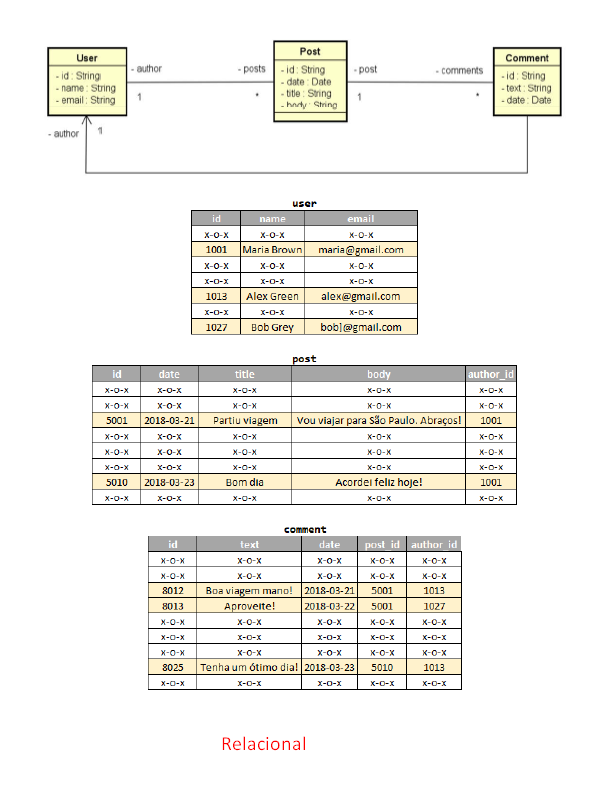 User
- id : String
- name : String
- email : String
- author
1
- posts
*
Post
- id : String
- date : Date
- title : String
- body : String
- post
1
- comments
*
Comment
- id : String
- text : String
- date : Date
- author
1
user
id name email
x-o-x x-o-x x-o-x
1001 Maria Brown maria@gmail.com
x-o-x x-o-x x-o-x
x-o-x x-o-x x-o-x
1013 Alex Green alex@gmail.com
x-o-x x-o-x x-o-x
1027 Bob Grey bob]@gmail.com
post
id date title body author_id
x-o-x x-o-x x-o-x x-o-x x-o-x
x-o-x x-o-x x-o-x x-o-x x-o-x
5001 2018-03-21 Partiu viagem Vou viajar para São Paulo. Abraços! 1001
x-o-x x-o-x x-o-x x-o-x x-o-x
x-o-x x-o-x x-o-x x-o-x x-o-x
x-o-x x-o-x x-o-x x-o-x x-o-x
5010 2018-03-23 Bom dia Acordei feliz hoje! 1001
x-o-x x-o-x x-o-x x-o-x x-o-x
comment
id text date post_id author_id
x-o-x x-o-x x-o-x x-o-x x-o-x
x-o-x x-o-x x-o-x x-o-x x-o-x
8012 Boa viagem mano! 2018-03-21 5001 1013
8013 Aproveite! 2018-03-22 5001 1027
x-o-x x-o-x x-o-x x-o-x x-o-x
x-o-x x-o-x x-o-x x-o-x x-o-x
x-o-x x-o-x x-o-x x-o-x x-o-x
8025 Tenha um ótimo dia! 2018-03-23 5010 1013
x-o-x x-o-x x-o-x x-o-x x-o-x
Relacional